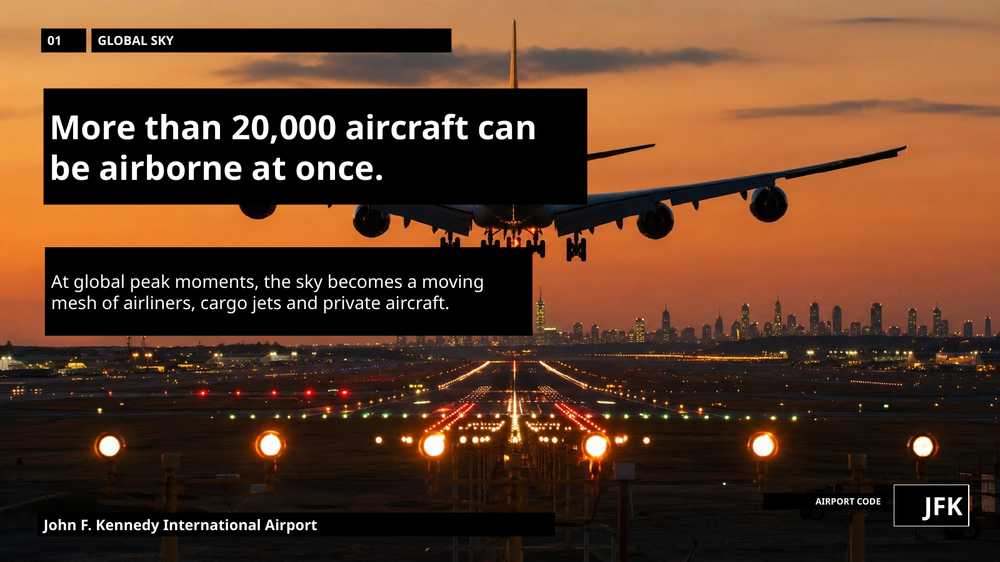 01
GLOBAL SKY
More than 20,000 aircraft can
be airborne at once.
At global peak moments, the sky becomes a moving
mesh of airliners, cargo jets and private aircraft.
AIRPORT CODE
JFK
John F. Kennedy International Airport